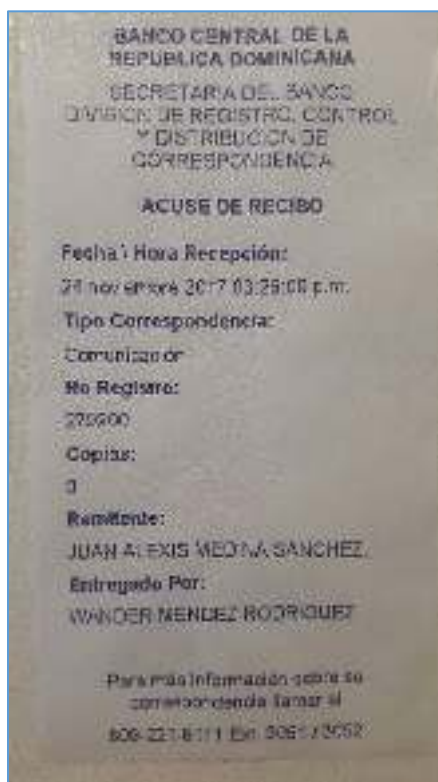 BANCO CENTRAL DE LA
REPUBLICA DOMINICANA
SECRETARIA DEL BANCO
DIVISION DE REGISTRO, CONTROL
Y DISTRIBUCION DE
CORRESPONDENCIA
ACUSE DE RECIBO
Fecha \ Hora Recepción:
24 noviembre 2017 p.m.
Tipo Correspondencia:
Comunicación
No Registro:
Copias:
Remitente:
JUAN ALEXIS MEDINA SANCHEZ
Entregado Por:
WANDER MENDEZ RODRIGUEZ
Para más información sobre su
correspondencia llamar al
Ext.